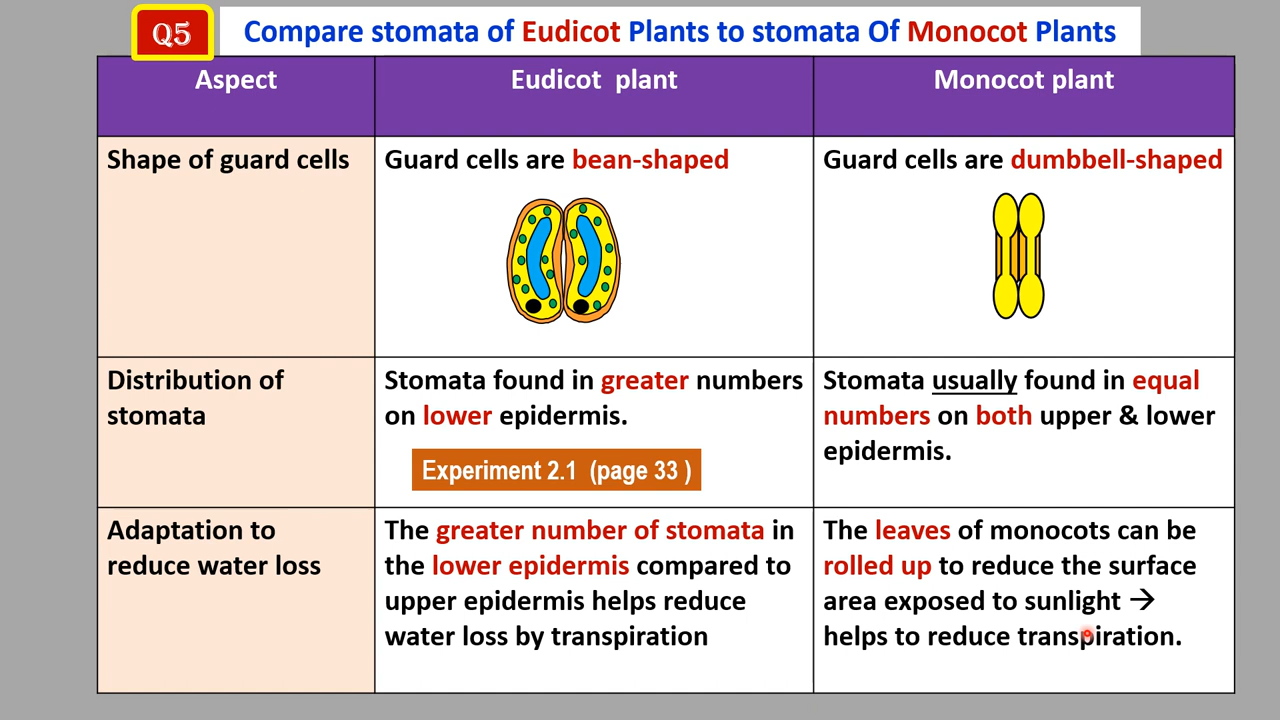 Q5
Compare stomata of Eudicot Plants to stomata Of Monocot Plants
Aspect
Eudicot plant
Monocot plant
Shape of guard cells
Guard cells are bean-shaped
Guard cells are dumbbell-shaped
Distribution of
stomata
Stomata found in greater numbers
on lower epidermis.
Experiment 2.1 (page 33 )
Stomata usually found in equal
numbers on both upper & lower
epidermis.
Adaptation to
reduce water loss
The greater number of stomata in
the lower epidermis compared to
upper epidermis helps reduce
water loss by transpiration
The leaves of monocots can be
rolled up to reduce the surface
area exposed to sunlight →
helps to reduce transpiration.